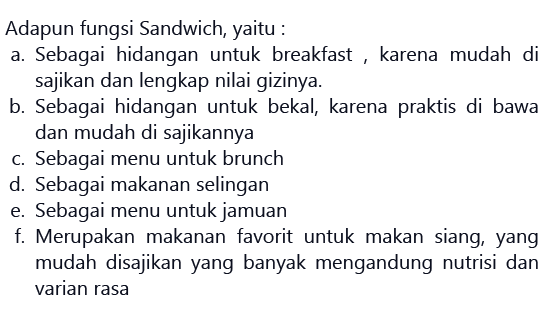 Adapun fungsi Sandwich, yaitu :
a. Sebagai hidangan untuk breakfast , karena mudah di
sajikan dan lengkap nilai gizinya.
b. Sebagai hidangan untuk bekal, karena praktis di bawa
dan mudah di sajikannya
c. Sebagai menu untuk brunch
d. Sebagai makanan selingan
e. Sebagai menu untuk jamuan
f. Merupakan makanan favorit untuk makan siang, yang
mudah disajikan yang banyak mengandung nutrisi dan
varian rasa